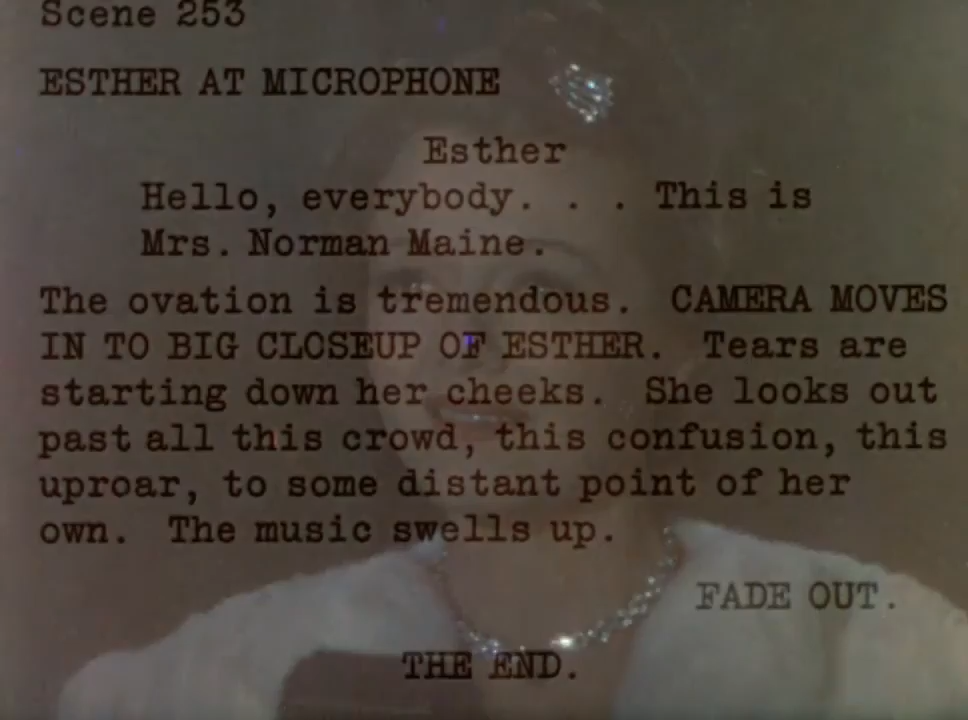 Scene 253
ESTHER AT MICROPHONE
Esther
Hello, everybody. . . This is
Mrs. Norman Maine.
The ovation is tremendous. CAMERA MOVES
IN TO BIG CLOSEUP OF ESTHER. Tears are
starting down her cheeks. She looks out
past all this crowd, this confusion, this
uproar, to some distant point of her
own. The music swells up.
FADE OUT.
THE END.